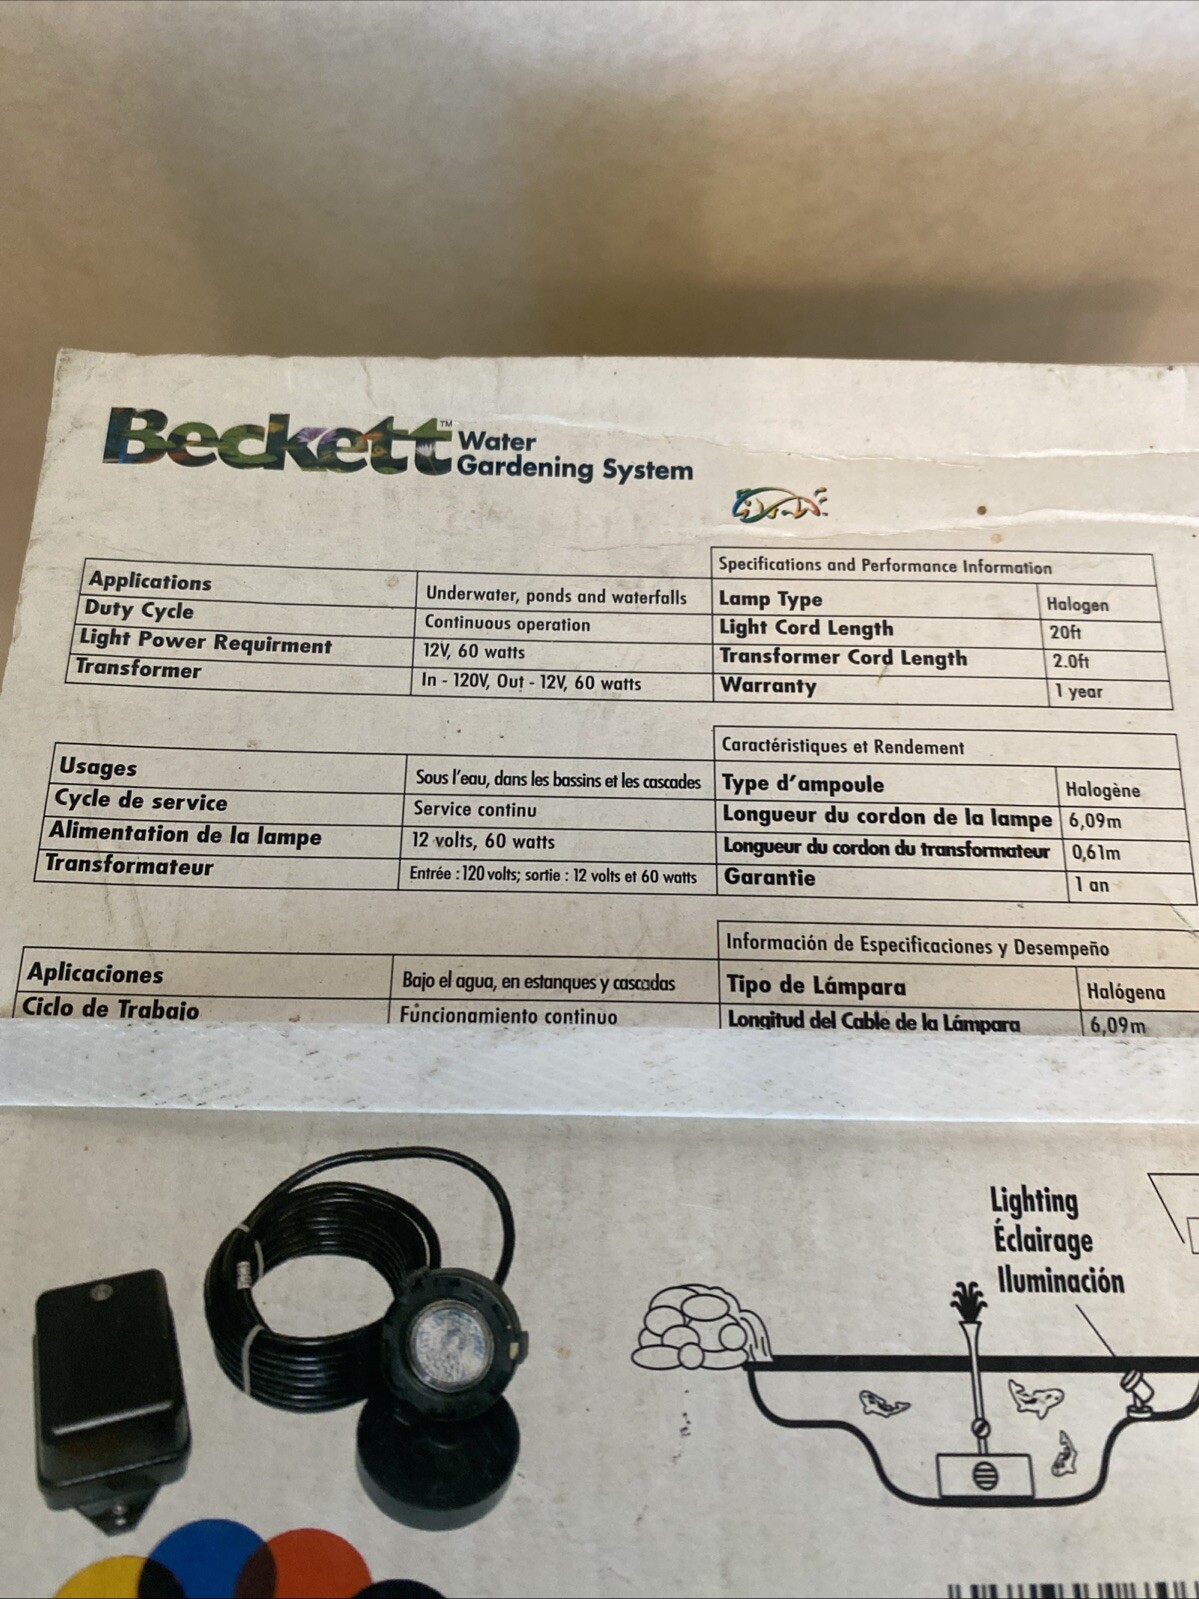 Beckett™ Water
Gardening System
Applications Underwater, ponds and waterfalls
Duty Cycle Continuous operation
Light Power Requirment 12V, 60 watts
Transformer In - 120V, Out - 12V, 60 watts
Specifications and Performance Information
Lamp Type Halogen
Light Cord Length 20ft
Transformer Cord Length 2.0ft
Warranty 1 year
Usages Sous l'eau, dans les bassins et les cascades
Cycle de service Service continu
Alimentation de la lampe 12 volts, 60 watts
Transformateur Entrée : 120 volts; sortie : 12 volts et 60 watts
Caractéristiques et Rendement
Type d'ampoule Halogène
Longueur du cordon de la lampe 6,09m
Longueur du cordon du transformateur 0,61m
Garantie 1 an
Aplicaciones Bajo el agua, en estanques y cascadas
Ciclo de Trabajo Funcionamiento continuo
Información de Especificaciones y Desempeño
Tipo de Lámpara Halógena
Longitud del Cable de la Lámpara 6,09m
Lighting
Éclairage
Iluminación